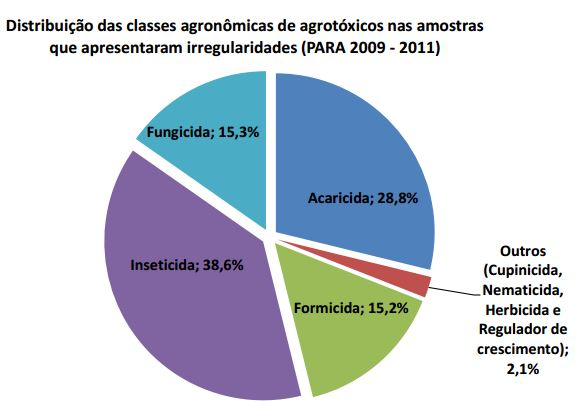 Distribuição das classes agronômicas de agrotóxicos nas amostras
que apresentaram irregularidades (PARA 2009 - 2011)
Fungicida; 15,3%
Acaricida; 28,8%
Inseticida; 38,6%
Formicida; 15,2%
Outros
(Cupinicida,
Nematicida,
Herbicida e
Regulador de
crescimento);
2,1%